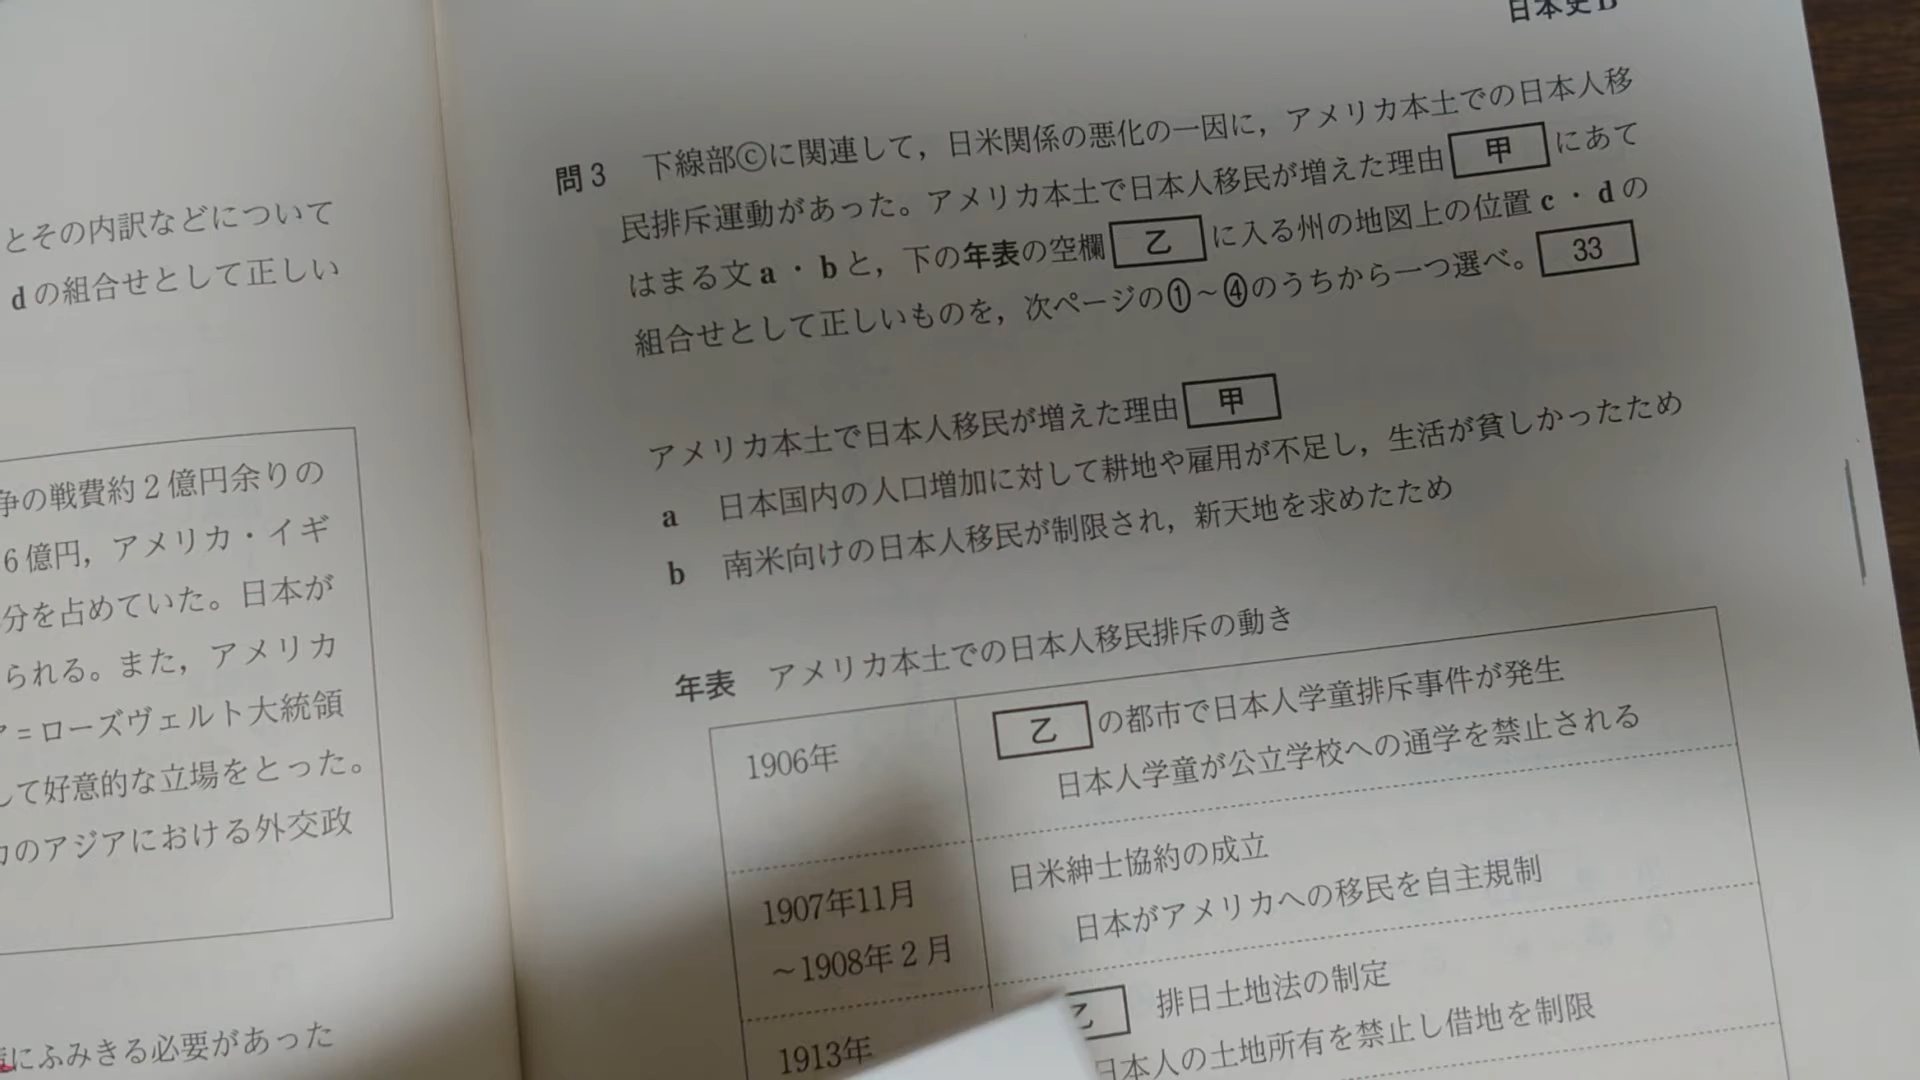 とその内訳などについて
dの組合せとして正しい
争の戦費約2億円余りの
6億円，アメリカ・イギ
分を占めていた。日本が
られる。また，アメリカ
=ローズヴェルト大統領
して好意的な立場をとった。
カのアジアにおける外交政
にふみきる必要があった
日本史B
問3 下線部ⓒに関連して，日米関係の悪化の一因に，アメリカ本土での日本人移
民排斥運動があった。アメリカ本土で日本人移民が増えた理由 甲 にあて
はまる文a・bと，下の年表の空欄 乙 に入る州の地図上の位置c・dの
組合せとして正しいものを，次ページの①～④のうちから一つ選べ。 33
アメリカ本土で日本人移民が増えた理由 甲
a 日本国内の人口増加に対して耕地や雇用が不足し，生活が貧しかったため
b 南米向けの日本人移民が制限され，新天地を求めたため
年表 アメリカ本土での日本人移民排斥の動き
1906年 乙 の都市で日本人学童排斥事件が発生
日本人学童が公立学校への通学を禁止される
1907年11月
～1908年2月
日米紳士協約の成立
日本がアメリカへの移民を自主規制
1913年
乙 排日土地法の制定
日本人の土地所有を禁止し借地を制限